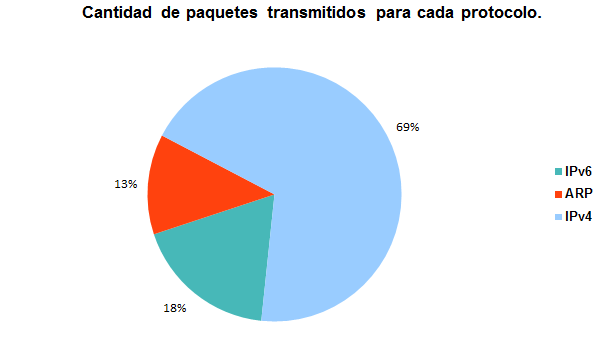 Cantidad de paquetes transmitidos para cada protocolo.
69%
13%
18%
IPv6
ARP
IPv4